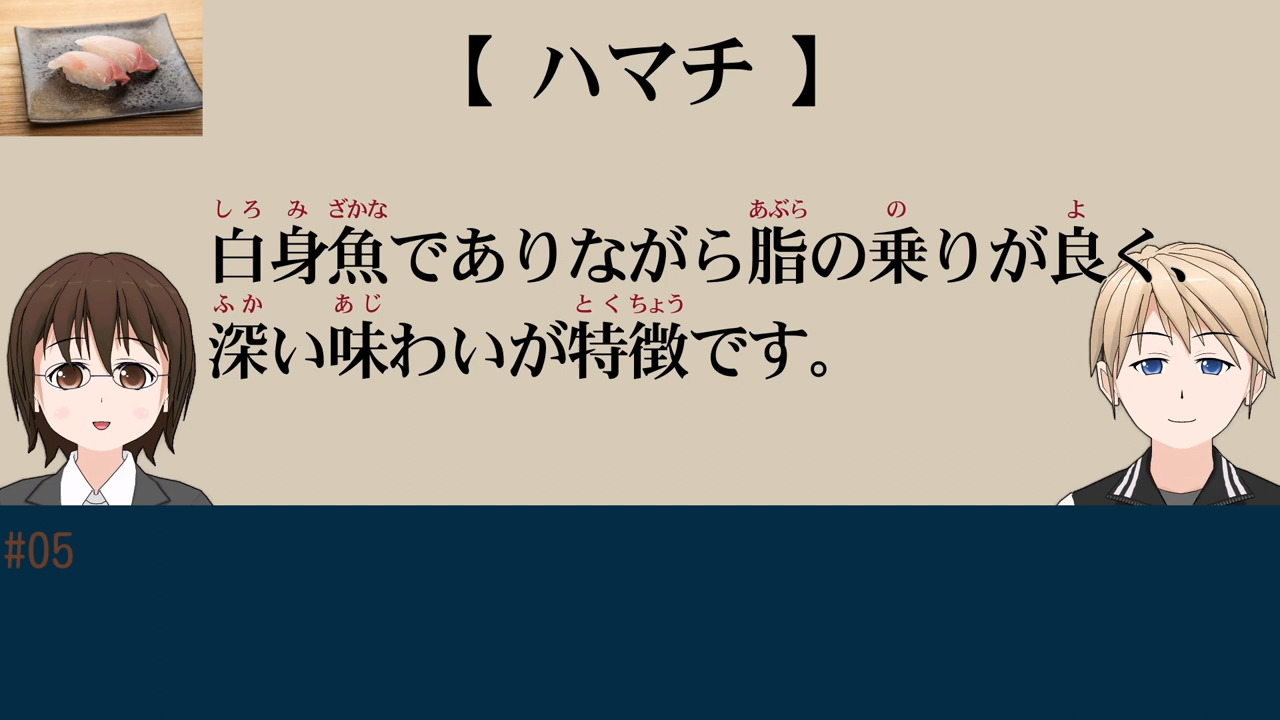 【 ハマチ 】
しろ み ざかな あぶら の よ
白身魚でありながら脂の乗りが良く、
ふか あじ とくちょう
深い味わいが特徴です。
#05